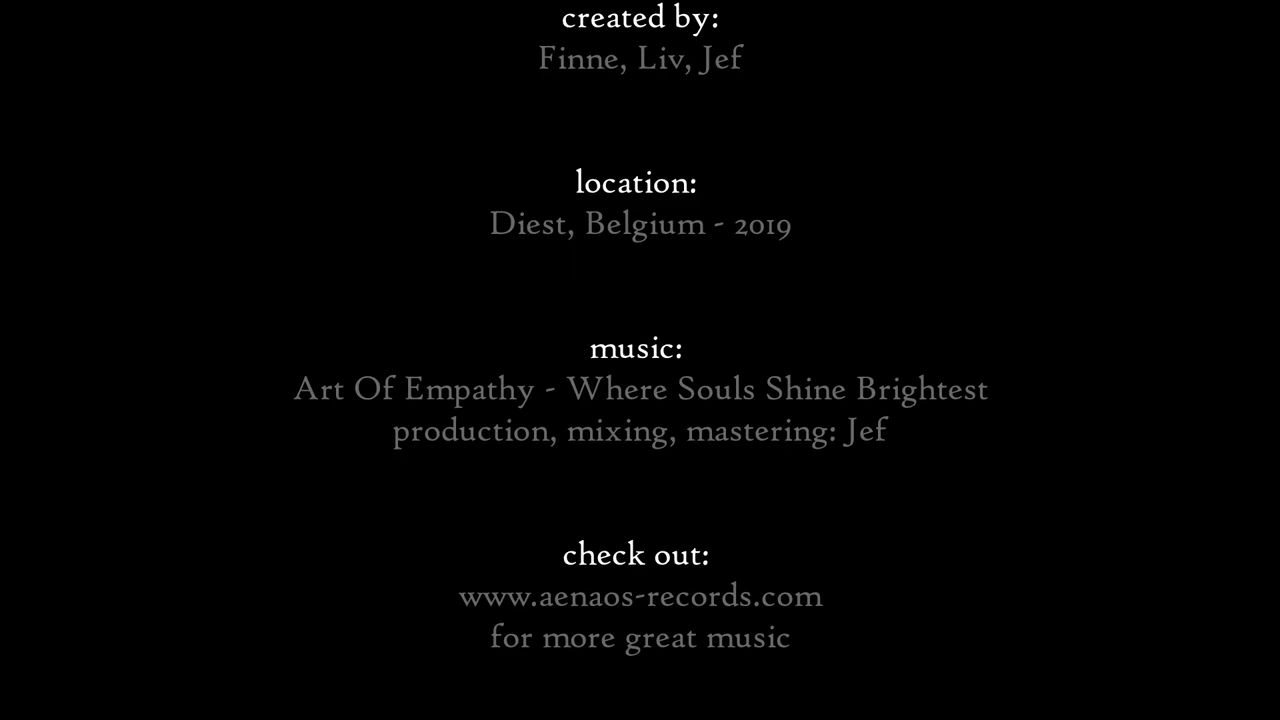 created by:
Finne, Liv, Jef
location:
Diest, Belgium - 2019
music:
Art Of Empathy - Where Souls Shine Brightest
production, mixing, mastering: Jef
check out:
www.aenaos-records.com
for more great music